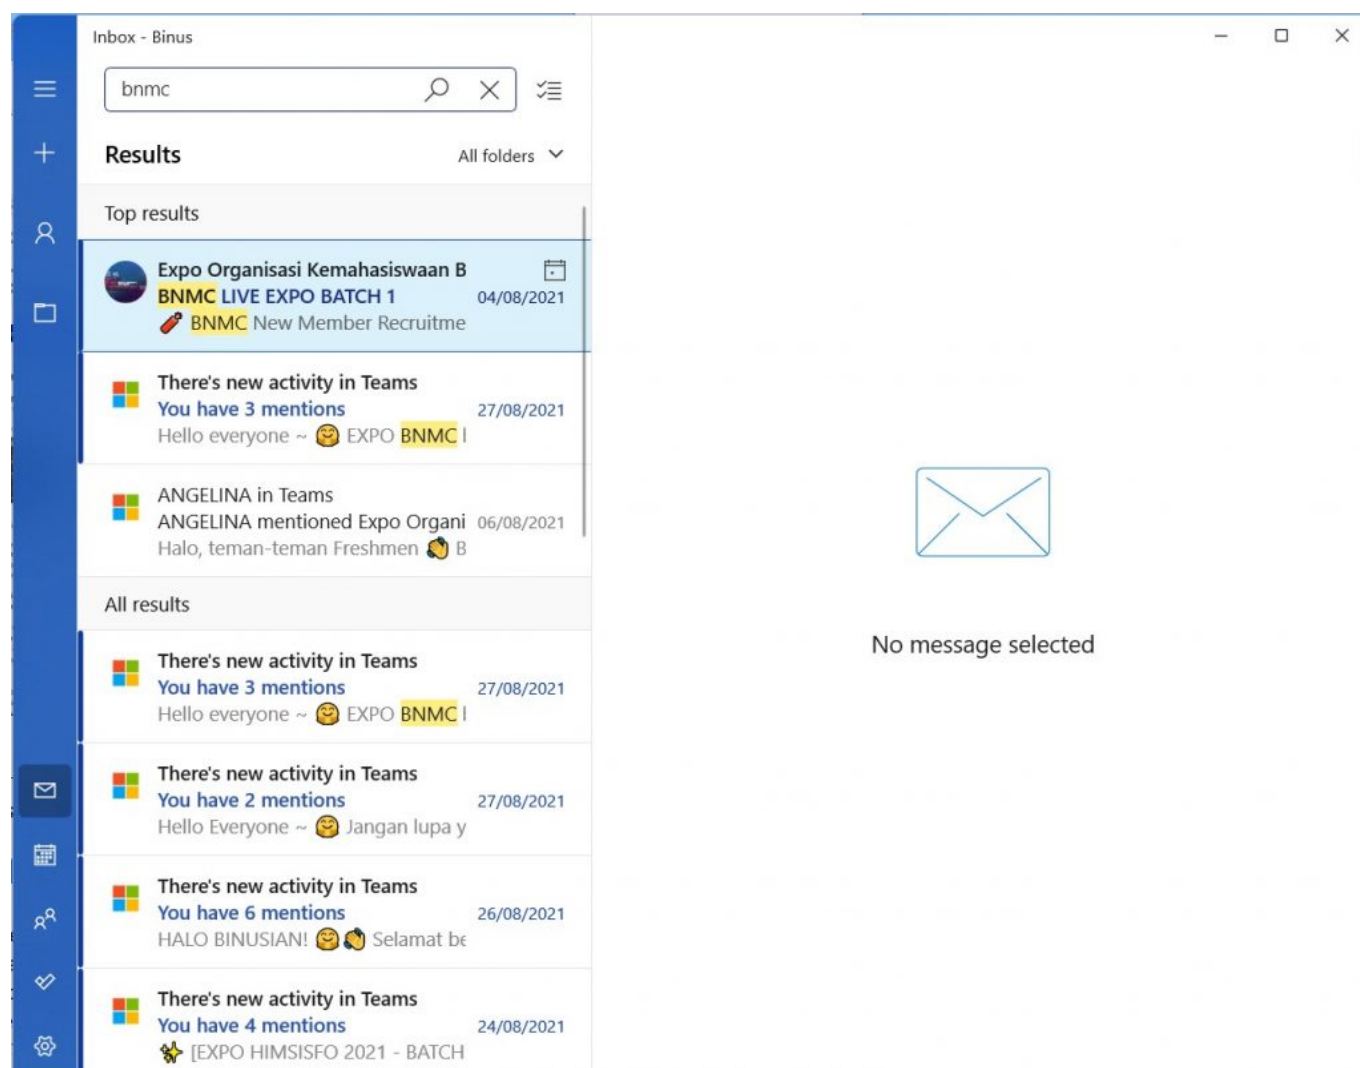 Inbox - Binus
bnmc
Results
All folders
Top results
Expo Organisasi Kemahasiswaan B
BNMC LIVE EXPO BATCH 1 04/08/2021
🧨 BNMC New Member Recruitme
There's new activity in Teams
You have 3 mentions 27/08/2021
Hello everyone ~ 🤗 EXPO BNMC
ANGELINA in Teams
ANGELINA mentioned Expo Organi 06/08/2021
Halo, teman-teman Freshmen 👏 B
All results
There's new activity in Teams
You have 3 mentions 27/08/2021
Hello everyone ~ 🤗 EXPO BNMC
There's new activity in Teams
You have 2 mentions 27/08/2021
Hello Everyone ~ 🤗 Jangan lupa y
There's new activity in Teams
You have 6 mentions 26/08/2021
HALO BINUSIAN! 🤗👏 Selamat be
There's new activity in Teams
You have 4 mentions 24/08/2021
✨ [EXPO HIMSISFO 2021 - BATCH
No message selected